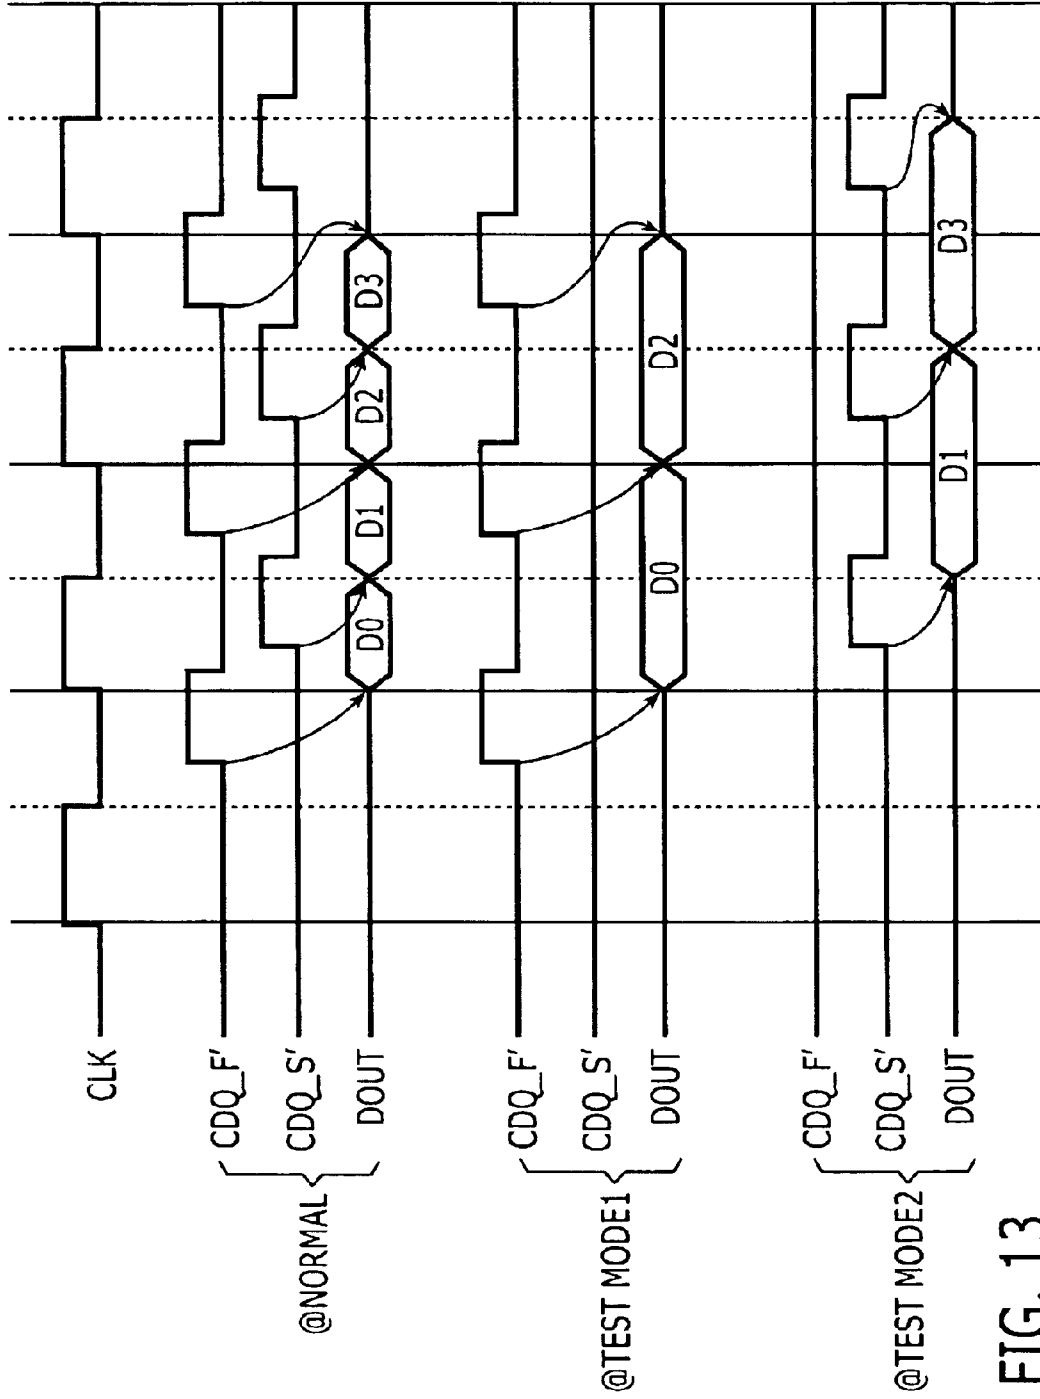 CLK
@NORMAL
CDQ_F'
CDQ_S'
DOUT
D0
D1
D2
D3
@TEST MODE1
CDQ_F'
CDQ_S'
DOUT
D0
D2
@TEST MODE2
CDQ_F'
CDQ_S'
DOUT
D1
D3
FIG. 13